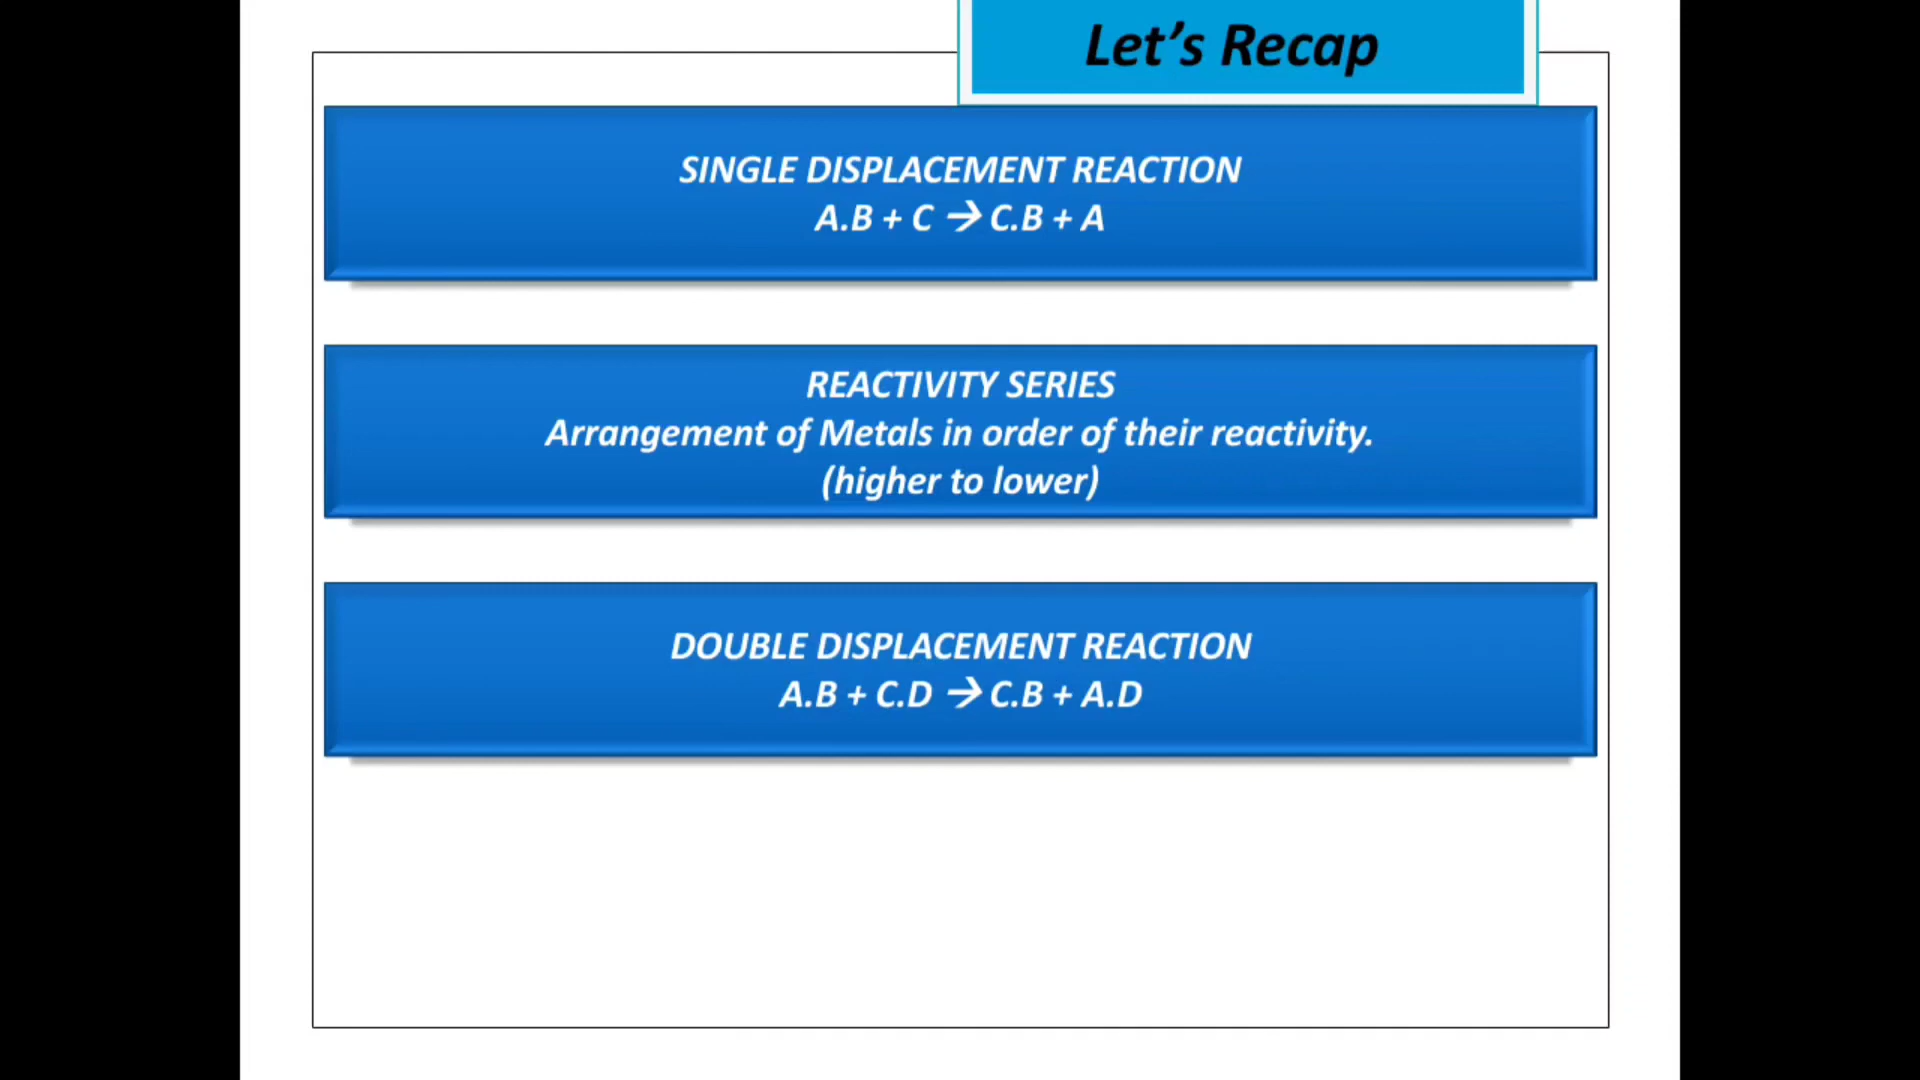 Let’s Recap
SINGLE DISPLACEMENT REACTION
A.B + C → C.B + A
REACTIVITY SERIES
Arrangement of Metals in order of their reactivity.
(higher to lower)
DOUBLE DISPLACEMENT REACTION
A.B + C.D → C.B + A.D